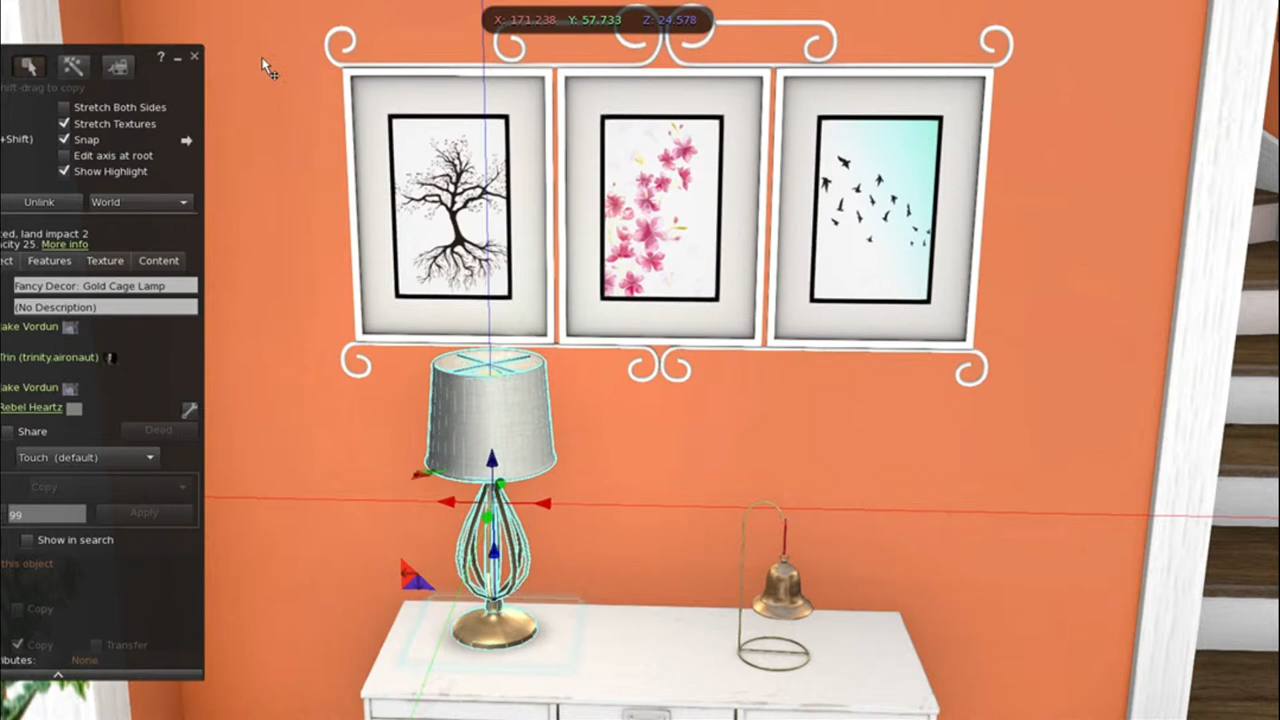 X: 171.238 Y: 57.733 Z: 24.578
?
hift-drag to copy
Stretch Both Sides
Stretch Textures
+Shift) Snap
Edit axis at root
Show Highlight
Unlink World
ted, land impact 2
acity 25. More info
ect Features Texture Content
Fancy Decor: Gold Cage Lamp
(No Description)
ake Vordun
Trin (trinity.aironaut)
ake Vordun
Rebel Heartz
Share Deed
Touch (default)
Copy
99 Apply
Show in search
this object
Copy
Copy Transfer
ributes: None